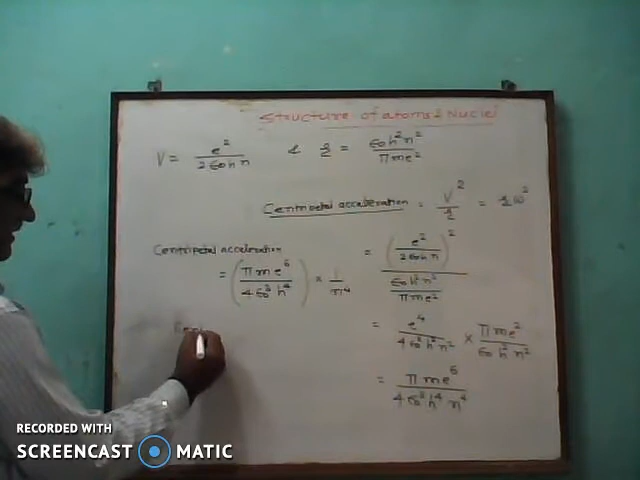 Structure of atoms & Nuclei
V = e² / 2ε₀hn & r = ε₀h²n² / πme²
Centripetal acceleration = V² / r = rω²
Centripetal acceleration = (e² / 2ε₀hn)² / (ε₀h²n² / πme²)
= (πme⁶ / 4ε₀³h⁴) × 1 / n⁴
= e⁴ / 4ε₀²h²n² × πme² / ε₀h²n²
= πme⁶ / 4ε₀³h⁴n⁴
RECORDED WITH
SCREENCAST MATIC